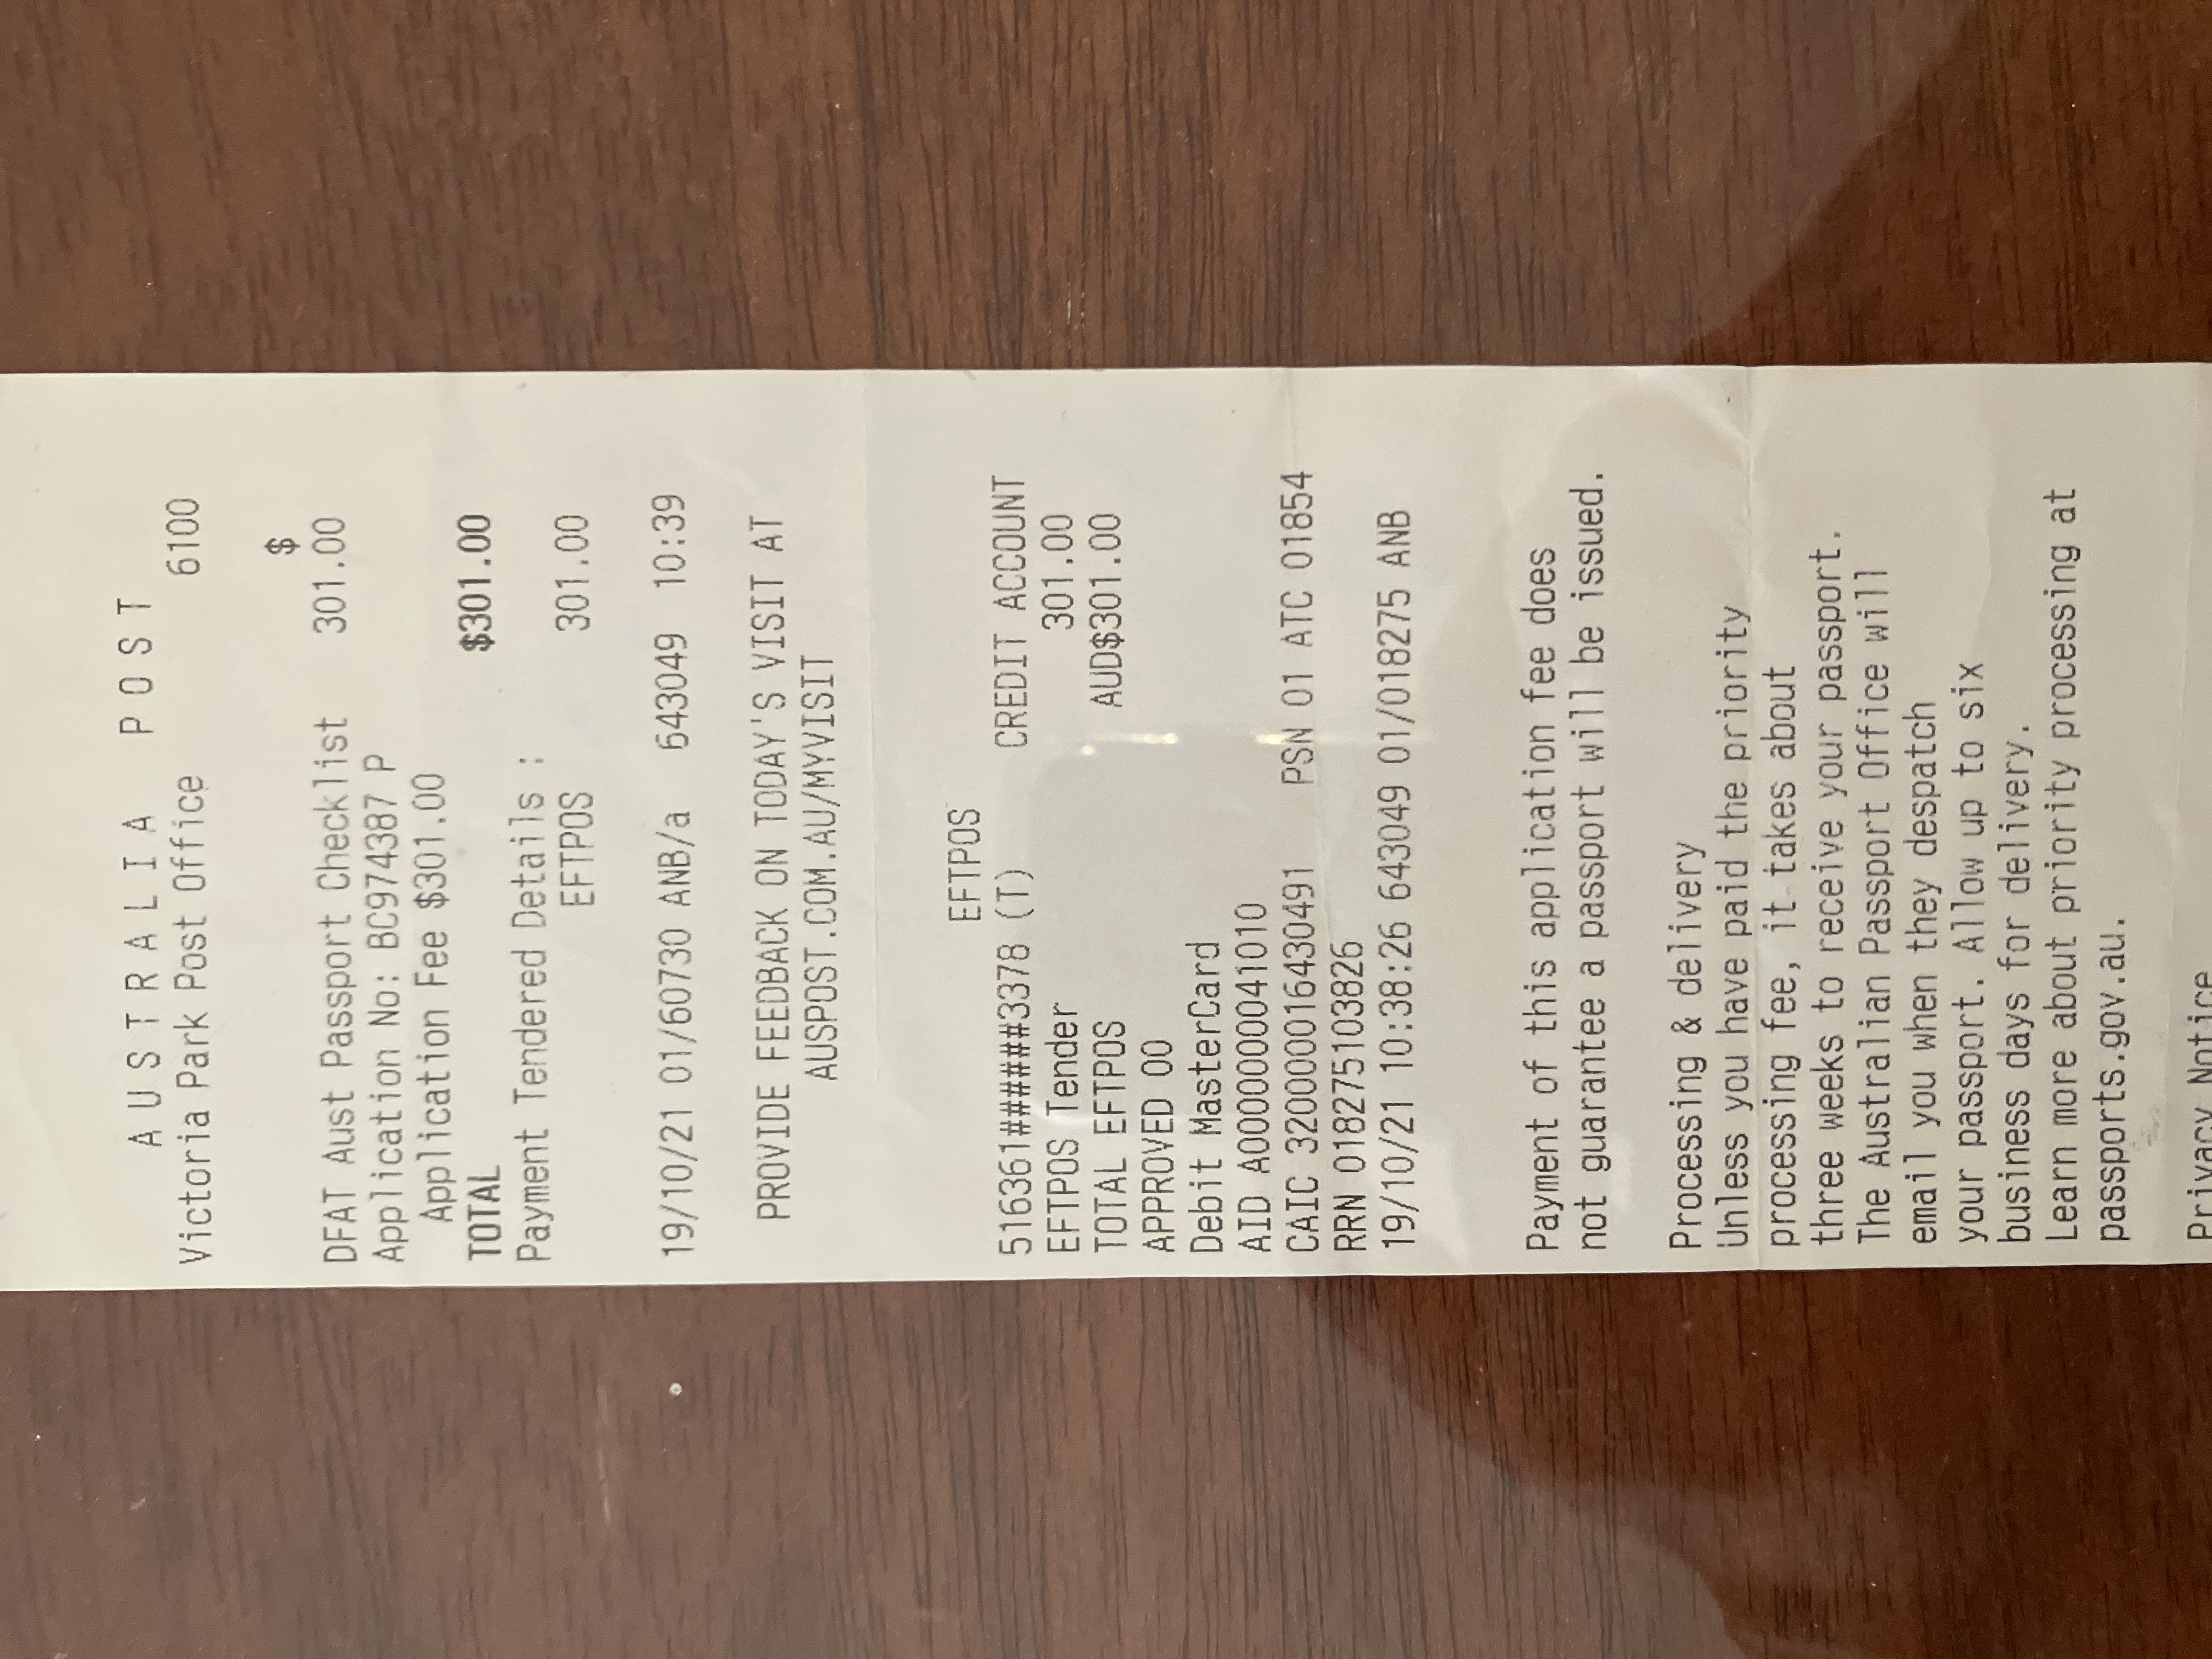 AUSTRALIA POST
Victoria Park Post Office 6100
$
DFAT Aust Passport Checklist 301.00
Application No: BC974387 P
Application Fee $301.00
TOTAL $301.00
Payment Tendered Details :
EFTPOS 301.00
19/10/21 01/60730 ANB/a 643049 10:39
PROVIDE FEEDBACK ON TODAY'S VISIT AT
AUSPOST.COM.AU/MYVISIT
EFTPOS
516361######3378 (T) CREDIT ACCOUNT
EFTPOS Tender 301.00
TOTAL EFTPOS AUD$301.00
APPROVED 00
Debit MasterCard
AID A0000000041010
CAIC 320000016430491 PSN 01 ATC 01854
RRN 018275103826
19/10/21 10:38:26 643049 01/018275 ANB
Payment of this application fee does
not guarantee a passport will be issued.
Processing & delivery
Unless you have paid the priority
processing fee, it takes about
three weeks to receive your passport.
The Australian Passport Office will
email you when they despatch
your passport. Allow up to six
business days for delivery.
Learn more about priority processing at
passports.gov.au.
Privacy Notice